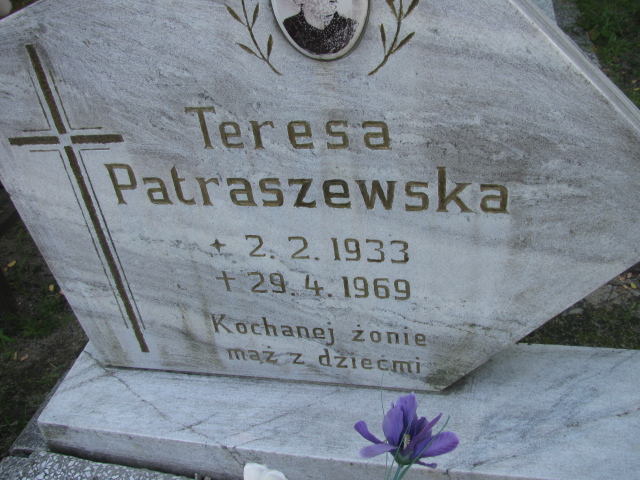 Teresa
Patraszewska
✦ 2. 2. 1933
✝ 29. 4. 1969
Kochanej żonie
mąż z dziećmi